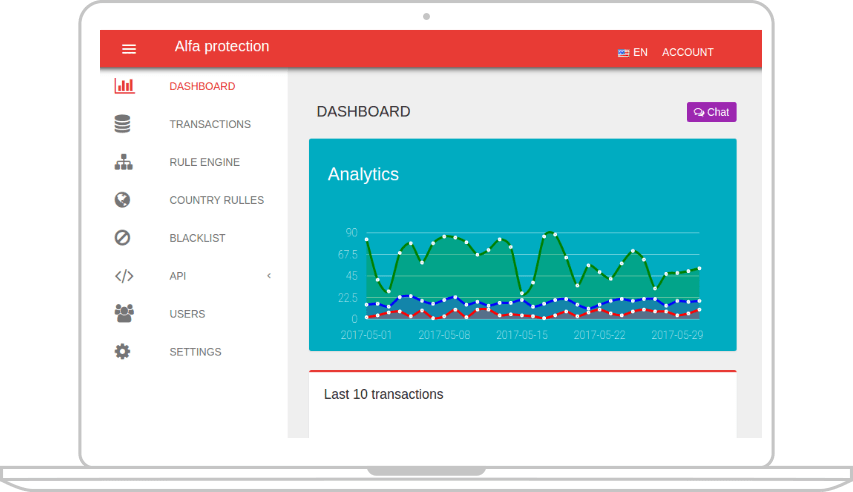 Alfa protection
EN ACCOUNT
DASHBOARD
TRANSACTIONS
RULE ENGINE
COUNTRY RULLES
BLACKLIST
API
USERS
SETTINGS
DASHBOARD
Chat
Analytics
90
67.5
45
22.5
0
2017-05-01 2017-05-08 2017-05-15 2017-05-22 2017-05-29
Last 10 transactions